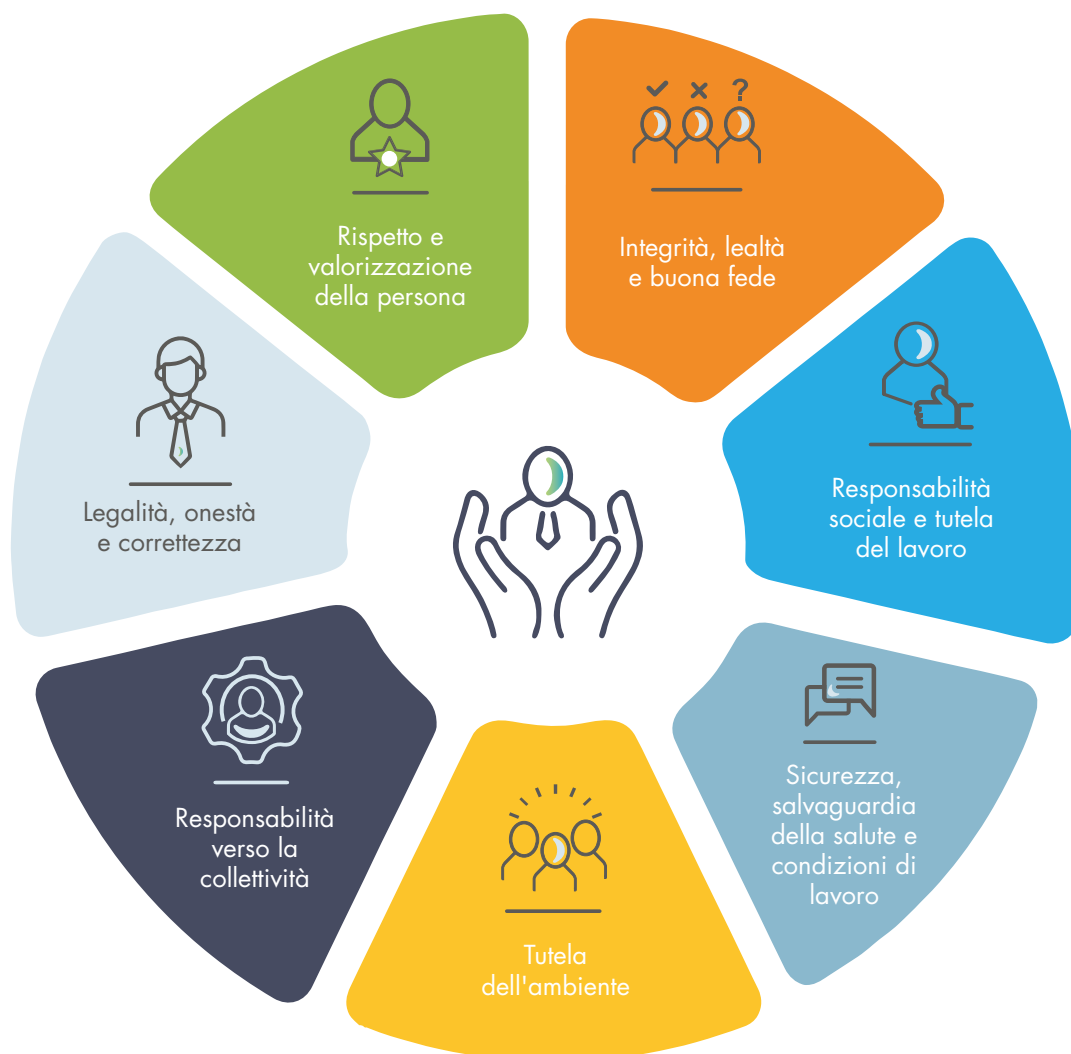 Rispetto e
valorizzazione
della persona
Integrità, lealtà
e buona fede
Responsabilità
sociale e tutela
del lavoro
Sicurezza,
salvaguardia
della salute e
condizioni di
lavoro
Tutela
dell'ambiente
Responsabilità
verso la
collettività
Legalità, onestà
e correttezza